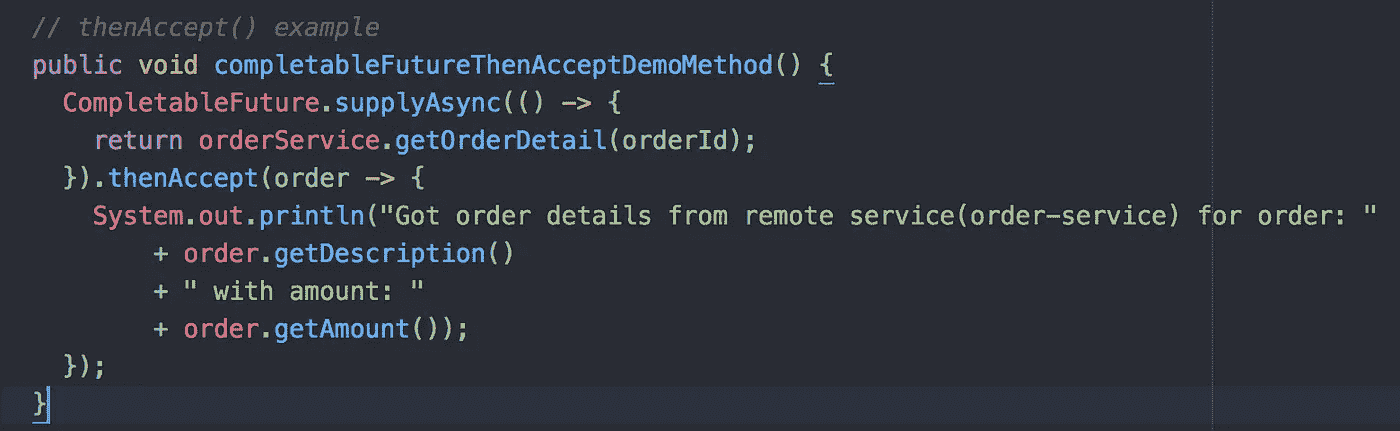 // thenAccept() example
public void completableFutureThenAcceptDemoMethod() {
  CompletableFuture.supplyAsync(() -> {
    return orderService.getOrderDetail(orderId);
  }).thenAccept(order -> {
    System.out.println("Got order details from remote service(order-service) for order: "
        + order.getDescription()
        + " with amount: "
        + order.getAmount());
  });
}